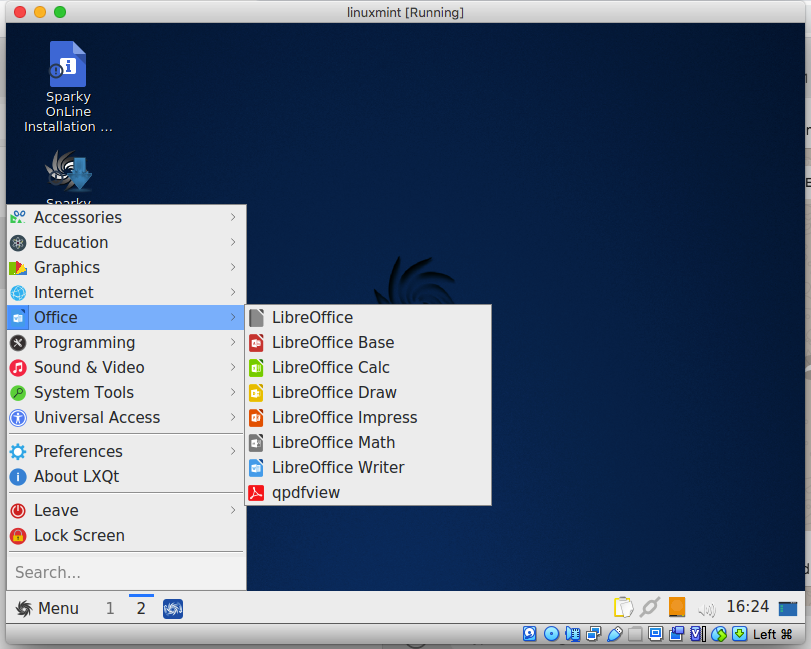 linuxmint [Running]
Sparky
OnLine
Installation ...
Sparky
Accessories
Education
Graphics
Internet
Office
Programming
Sound & Video
System Tools
Universal Access
Preferences
About LXQt
Leave
Lock Screen
Search...
LibreOffice
LibreOffice Base
LibreOffice Calc
LibreOffice Draw
LibreOffice Impress
LibreOffice Math
LibreOffice Writer
qpdfview
Menu 1 2 16:24
Left ⌘